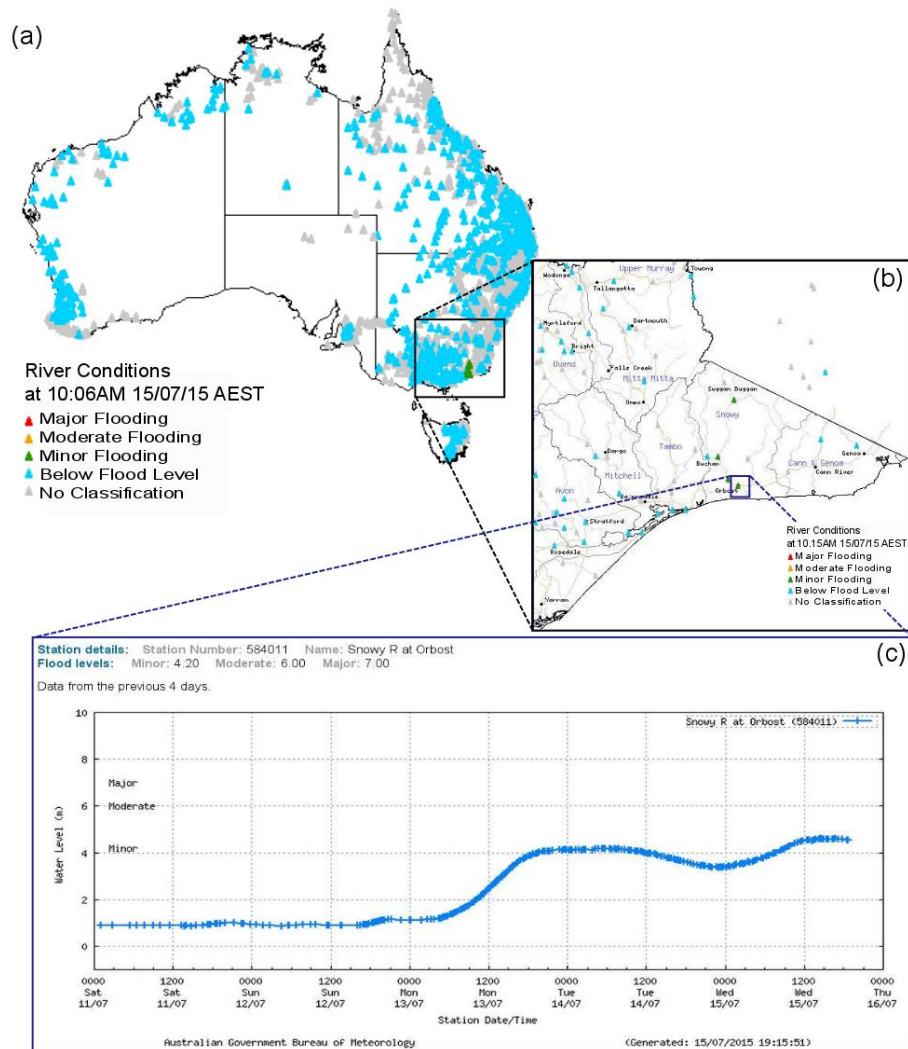 (a)
River Conditions
at 10:06AM 15/07/15 AEST
Major Flooding
Moderate Flooding
Minor Flooding
Below Flood Level
No Classification
(b)
Upper Murray
Towong
Wodonga
Tallangatta
Myrtleford
Dartmouth
Bright
Ovens
Falls Creek
Mitta Mitta
Omeo
Suggan Buggan
Snowy
Tambo
Dargo
Buchan
Genoa
Cann River
Cann & Genoa
Mitchell
Avon
Orbost
Stratford
Rosedale
Yarram
River Conditions
at 10:15AM 15/07/15 AEST
Major Flooding
Moderate Flooding
Minor Flooding
Below Flood Level
No Classification
(c)
Station details: Station Number: 584011 Name: Snowy R at Orbost
Flood levels: Minor: 4.20 Moderate: 6.00 Major: 7.00
Data from the previous 4 days.
Snowy R at Orbost (584011)
10
8
Major
Moderate
6
Minor
4
2
0
Water Level (m)
0000 1200 0000 1200 0000 1200 0000 1200 0000 1200 0000
Sat Sat Sun Sun Mon Mon Tue Tue Wed Wed Thu
11/07 11/07 12/07 12/07 13/07 13/07 14/07 14/07 15/07 15/07 16/07
Station Date/Time
Australian Government Bureau of Meteorology (Generated: 15/07/2015 19:15:51)